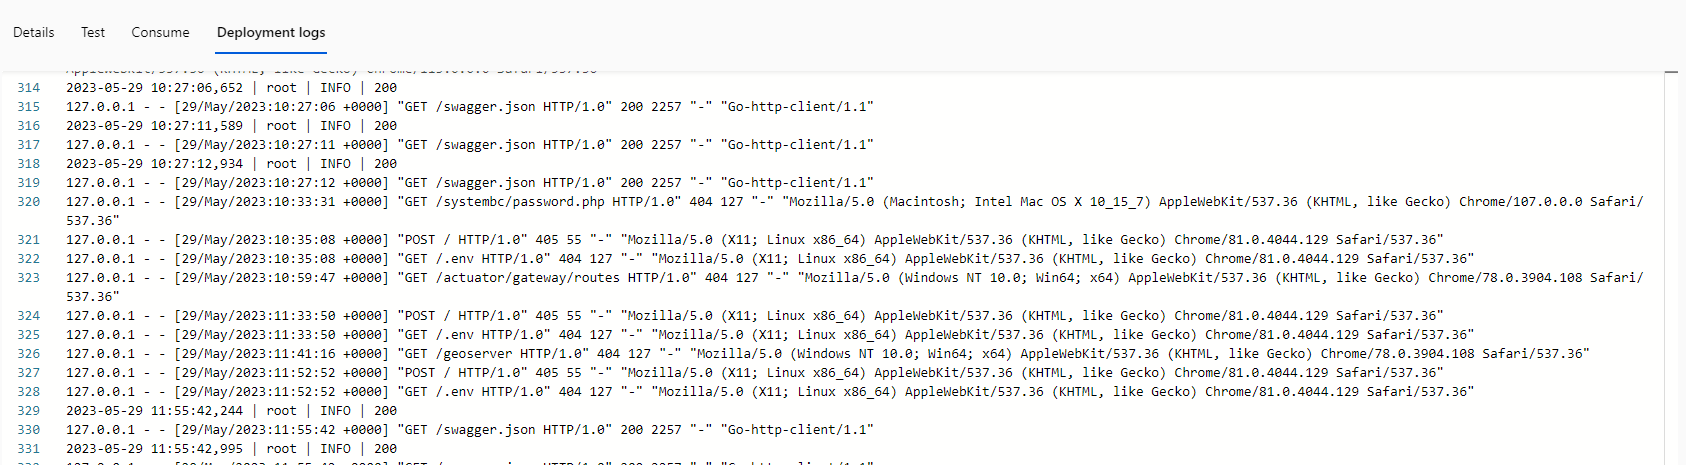 Details Test Consume Deployment logs
AppleWebKit/537.36 (KHTML, like Gecko) Chrome/113.0.0.0 Safari/537.36"
314 2023-05-29 10:27:06,652 | root | INFO | 200
315 127.0.0.1 - - [29/May/2023:10:27:06 +0000] "GET /swagger.json HTTP/1.0" 200 2257 "-" "Go-http-client/1.1"
316 2023-05-29 10:27:11,589 | root | INFO | 200
317 127.0.0.1 - - [29/May/2023:10:27:11 +0000] "GET /swagger.json HTTP/1.0" 200 2257 "-" "Go-http-client/1.1"
318 2023-05-29 10:27:12,934 | root | INFO | 200
319 127.0.0.1 - - [29/May/2023:10:27:12 +0000] "GET /swagger.json HTTP/1.0" 200 2257 "-" "Go-http-client/1.1"
320 127.0.0.1 - - [29/May/2023:10:33:31 +0000] "GET /systembc/password.php HTTP/1.0" 404 127 "-" "Mozilla/5.0 (Macintosh; Intel Mac OS X 10_15_7) AppleWebKit/537.36 (KHTML, like Gecko) Chrome/107.0.0.0 Safari/
537.36"
321 127.0.0.1 - - [29/May/2023:10:35:08 +0000] "POST / HTTP/1.0" 405 55 "-" "Mozilla/5.0 (X11; Linux x86_64) AppleWebKit/537.36 (KHTML, like Gecko) Chrome/81.0.4044.129 Safari/537.36"
322 127.0.0.1 - - [29/May/2023:10:35:08 +0000] "GET /.env HTTP/1.0" 404 127 "-" "Mozilla/5.0 (X11; Linux x86_64) AppleWebKit/537.36 (KHTML, like Gecko) Chrome/81.0.4044.129 Safari/537.36"
323 127.0.0.1 - - [29/May/2023:10:59:47 +0000] "GET /actuator/gateway/routes HTTP/1.0" 404 127 "-" "Mozilla/5.0 (Windows NT 10.0; Win64; x64) AppleWebKit/537.36 (KHTML, like Gecko) Chrome/78.0.3904.108 Safari/
537.36"
324 127.0.0.1 - - [29/May/2023:11:33:50 +0000] "POST / HTTP/1.0" 405 55 "-" "Mozilla/5.0 (X11; Linux x86_64) AppleWebKit/537.36 (KHTML, like Gecko) Chrome/81.0.4044.129 Safari/537.36"
325 127.0.0.1 - - [29/May/2023:11:33:50 +0000] "GET /.env HTTP/1.0" 404 127 "-" "Mozilla/5.0 (X11; Linux x86_64) AppleWebKit/537.36 (KHTML, like Gecko) Chrome/81.0.4044.129 Safari/537.36"
326 127.0.0.1 - - [29/May/2023:11:41:16 +0000] "GET /geoserver HTTP/1.0" 404 127 "-" "Mozilla/5.0 (Windows NT 10.0; Win64; x64) AppleWebKit/537.36 (KHTML, like Gecko) Chrome/78.0.3904.108 Safari/537.36"
327 127.0.0.1 - - [29/May/2023:11:52:52 +0000] "POST / HTTP/1.0" 405 55 "-" "Mozilla/5.0 (X11; Linux x86_64) AppleWebKit/537.36 (KHTML, like Gecko) Chrome/81.0.4044.129 Safari/537.36"
328 127.0.0.1 - - [29/May/2023:11:52:52 +0000] "GET /.env HTTP/1.0" 404 127 "-" "Mozilla/5.0 (X11; Linux x86_64) AppleWebKit/537.36 (KHTML, like Gecko) Chrome/81.0.4044.129 Safari/537.36"
329 2023-05-29 11:55:42,244 | root | INFO | 200
330 127.0.0.1 - - [29/May/2023:11:55:42 +0000] "GET /swagger.json HTTP/1.0" 200 2257 "-" "Go-http-client/1.1"
331 2023-05-29 11:55:42,995 | root | INFO | 200